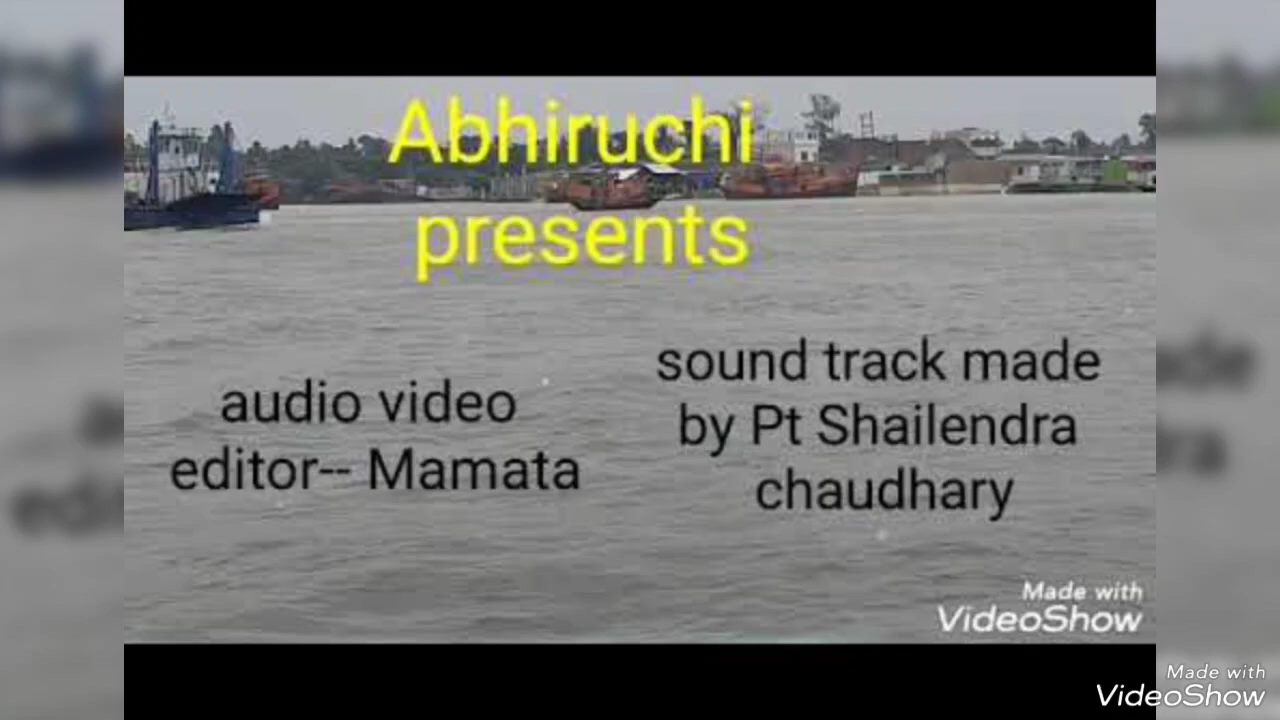 Abhiruchi
presents
audio video
editor-- Mamata
sound track made
by Pt Shailendra
chaudhary
Made with
VideoShow
Made with
VideoShow